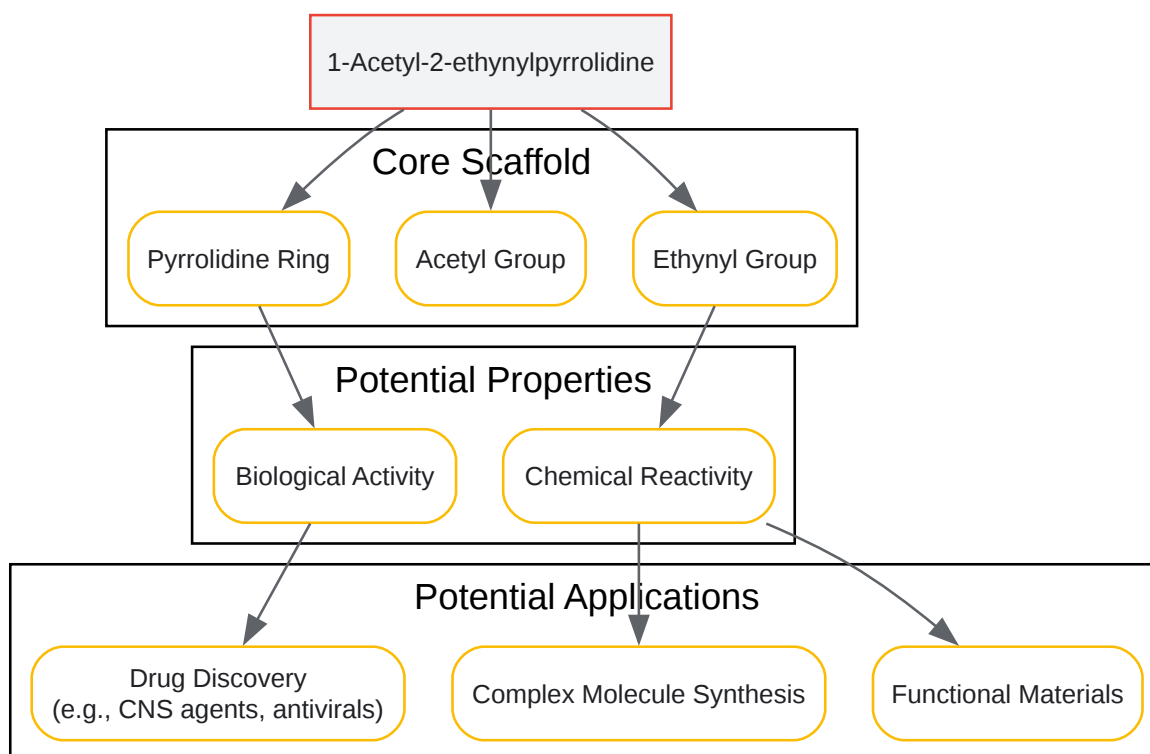 1-Acetyl-2-ethynylpyrrolidine
Core Scaffold
Pyrrolidine Ring
Acetyl Group
Ethynyl Group
Potential Properties
Biological Activity
Chemical Reactivity
Potential Applications
Drug Discovery
(e.g., CNS agents, antivirals)
Complex Molecule Synthesis
Functional Materials